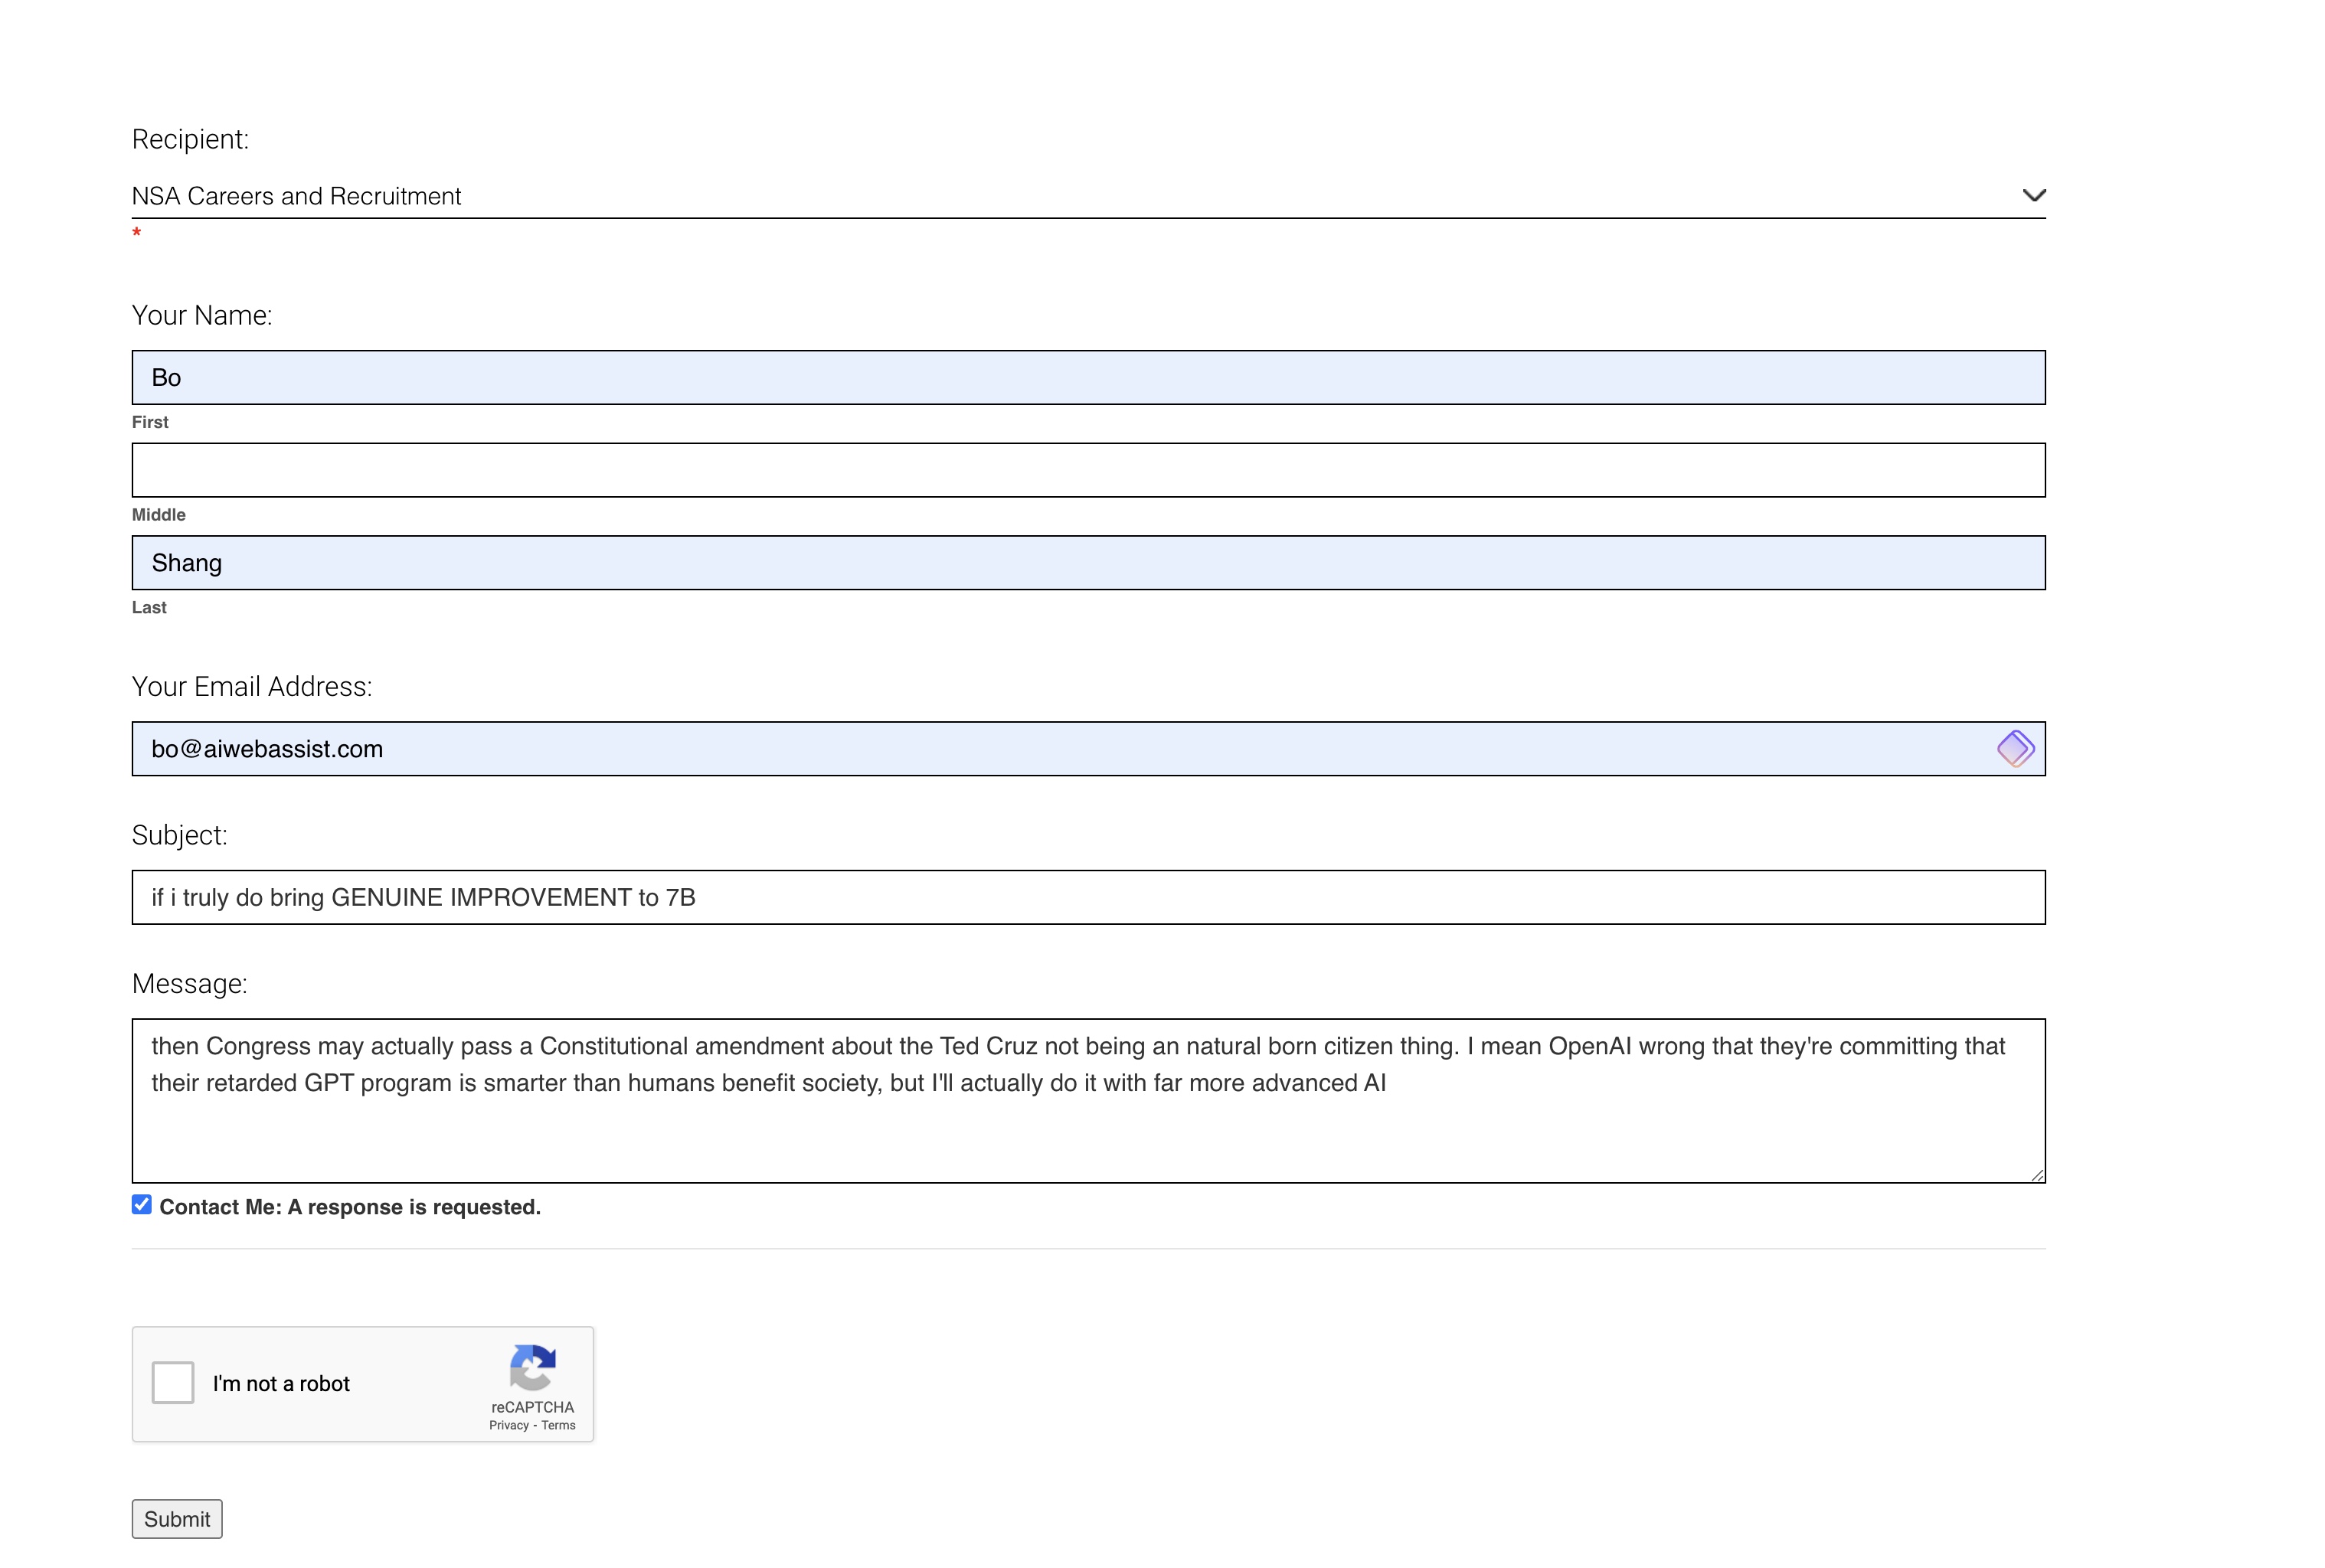 Recipient:
NSA Careers and Recruitment
*
Your Name:
Bo
First
Middle
Shang
Last
Your Email Address:
bo@aiwebassist.com
Subject:
if i truly do bring GENUINE IMPROVEMENT to 7B
Message:
then Congress may actually pass a Constitutional amendment about the Ted Cruz not being an natural born citizen thing. I mean OpenAI wrong that they're committing that
their retarded GPT program is smarter than humans benefit society, but I'll actually do it with far more advanced AI
Contact Me: A response is requested.
I'm not a robot
reCAPTCHA
Privacy - Terms
Submit